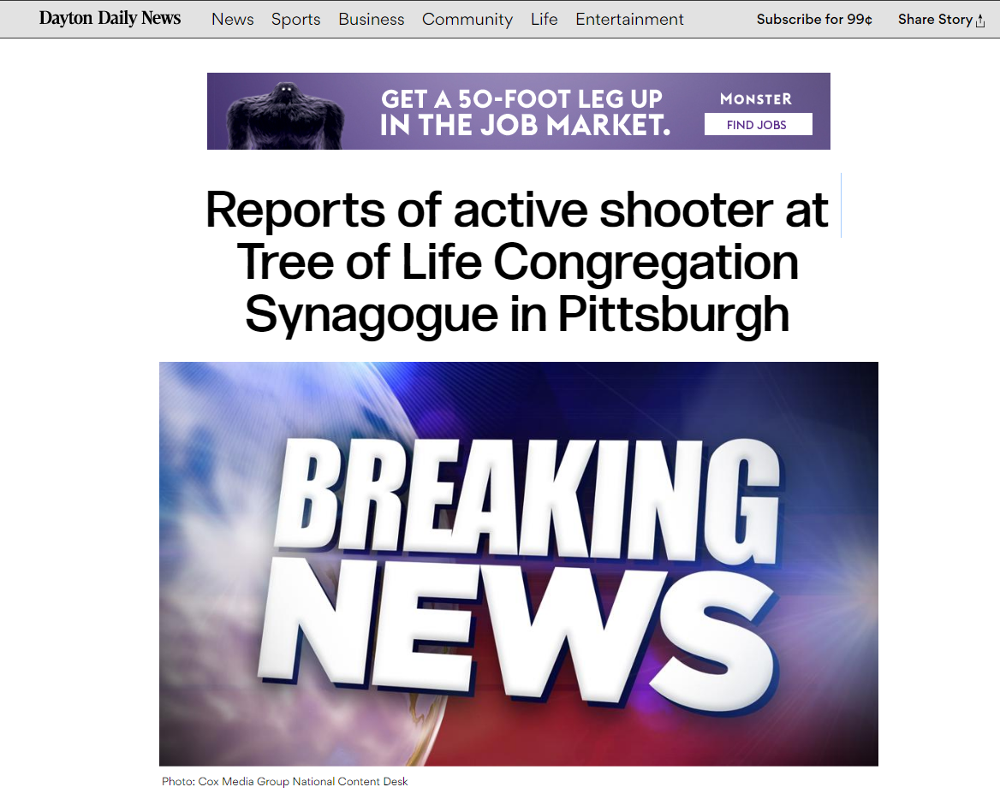 Dayton Daily News News Sports Business Community Life Entertainment Subscribe for 99¢ Share Story
GET A 50-FOOT LEG UP
IN THE JOB MARKET.
MONSTER
FIND JOBS
Reports of active shooter at
Tree of Life Congregation
Synagogue in Pittsburgh
BREAKING
NEWS
Photo: Cox Media Group National Content Desk